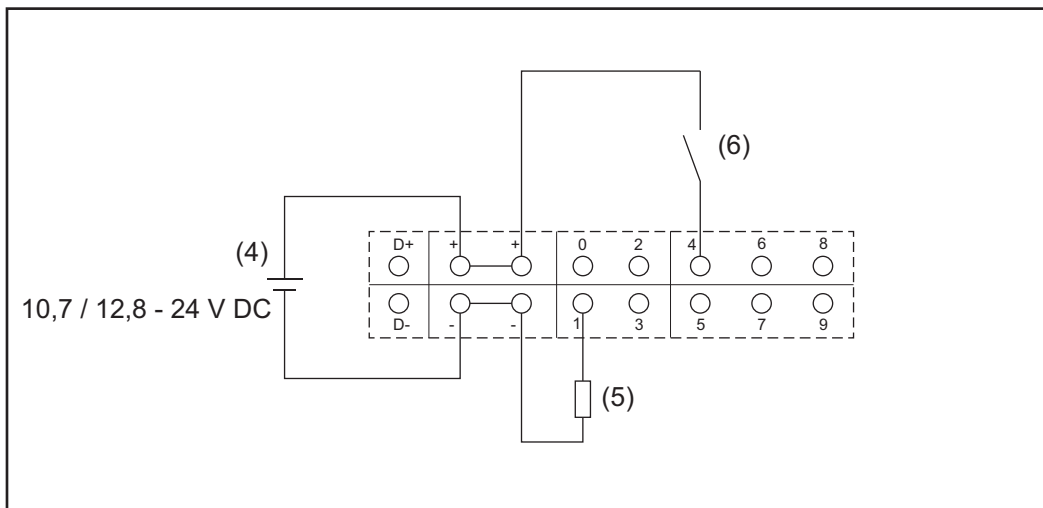 (6)
(4)
10,7 / 12,8 - 24 V DC
D+ + + 0 2 4 6 8
D- - - 1 3 5 7 9
(5)